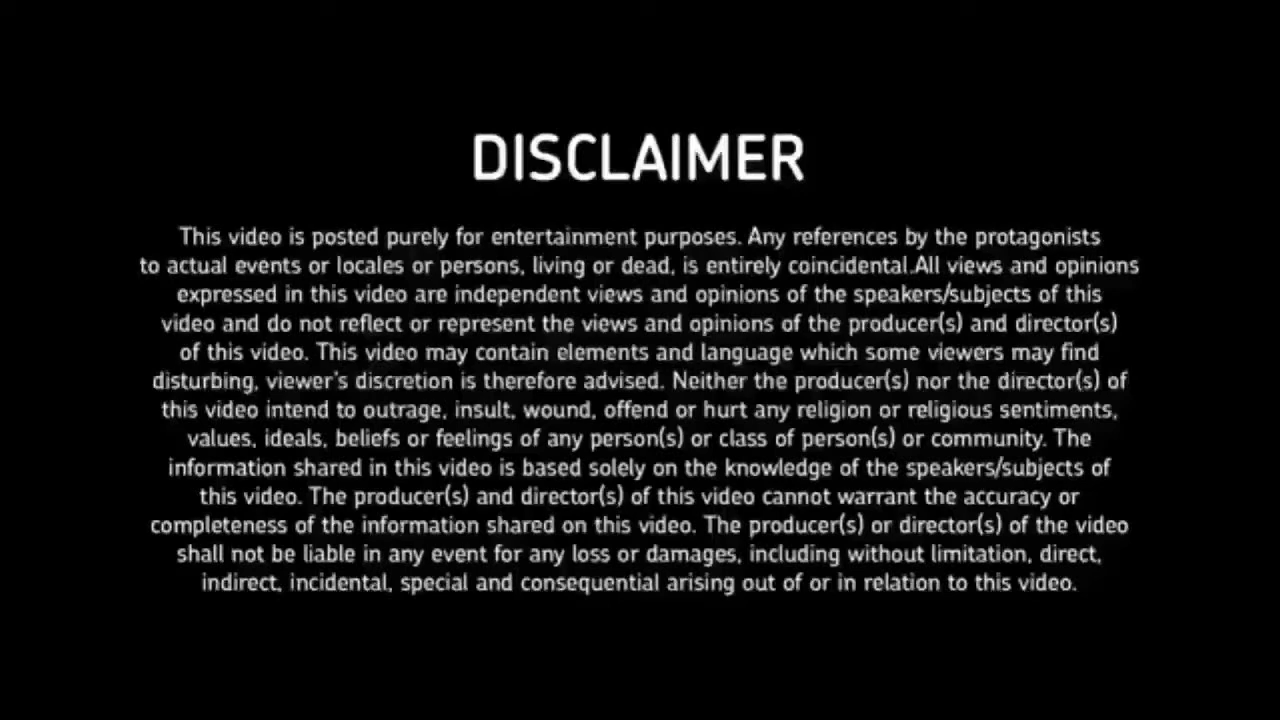 DISCLAIMER
This video is posted purely for entertainment purposes. Any references by the protagonists
to actual events or locales or persons, living or dead, is entirely coincidental.All views and opinions
expressed in this video are independent views and opinions of the speakers/subjects of this
video and do not reflect or represent the views and opinions of the producer(s) and director(s)
of this video. This video may contain elements and language which some viewers may find
disturbing, viewer's discretion is therefore advised. Neither the producer(s) nor the director(s) of
this video intend to outrage, insult, wound, offend or hurt any religion or religious sentiments,
values, ideals, beliefs or feelings of any person(s) or class of person(s) or community. The
information shared in this video is based solely on the knowledge of the speakers/subjects of
this video. The producer(s) and director(s) of this video cannot warrant the accuracy or
completeness of the information shared on this video. The producer(s) or director(s) of the video
shall not be liable in any event for any loss or damages, including without limitation, direct,
indirect, incidental, special and consequential arising out of or in relation to this video.